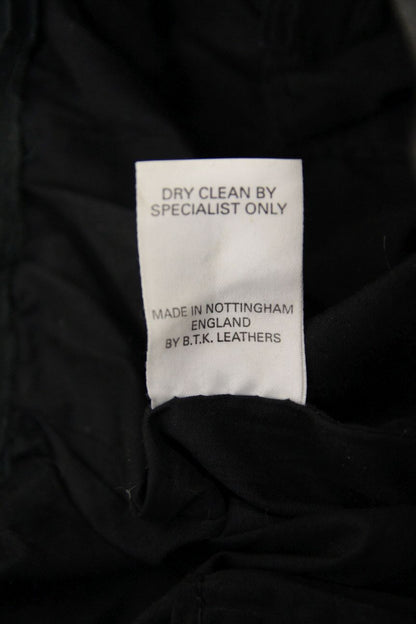 DRY CLEAN BY
SPECIALIST ONLY
MADE IN NOTTINGHAM
ENGLAND
BY B.T.K. LEATHERS